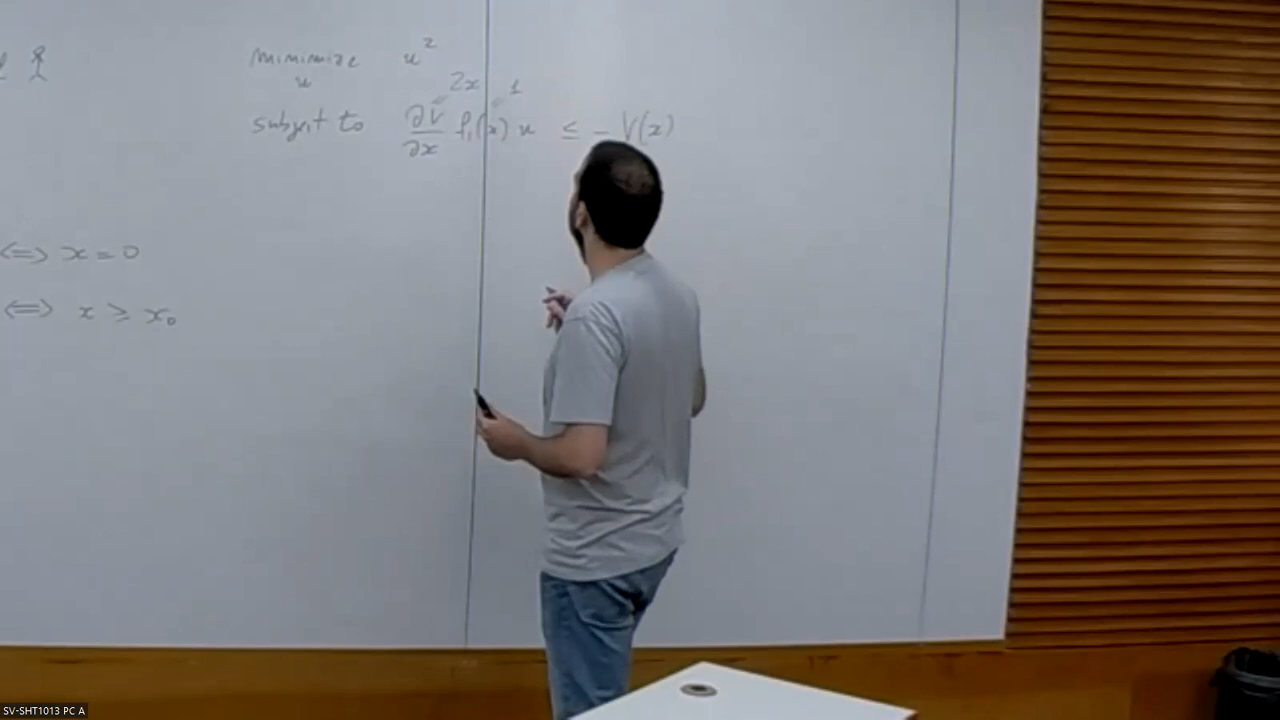 minimize u²
u
2x 1
subject to ∂V/∂x f₁(x) u ≤ - V(x)
⟺ x = 0
⟺ x ≥ x₀
SV-SHT1013 PC A